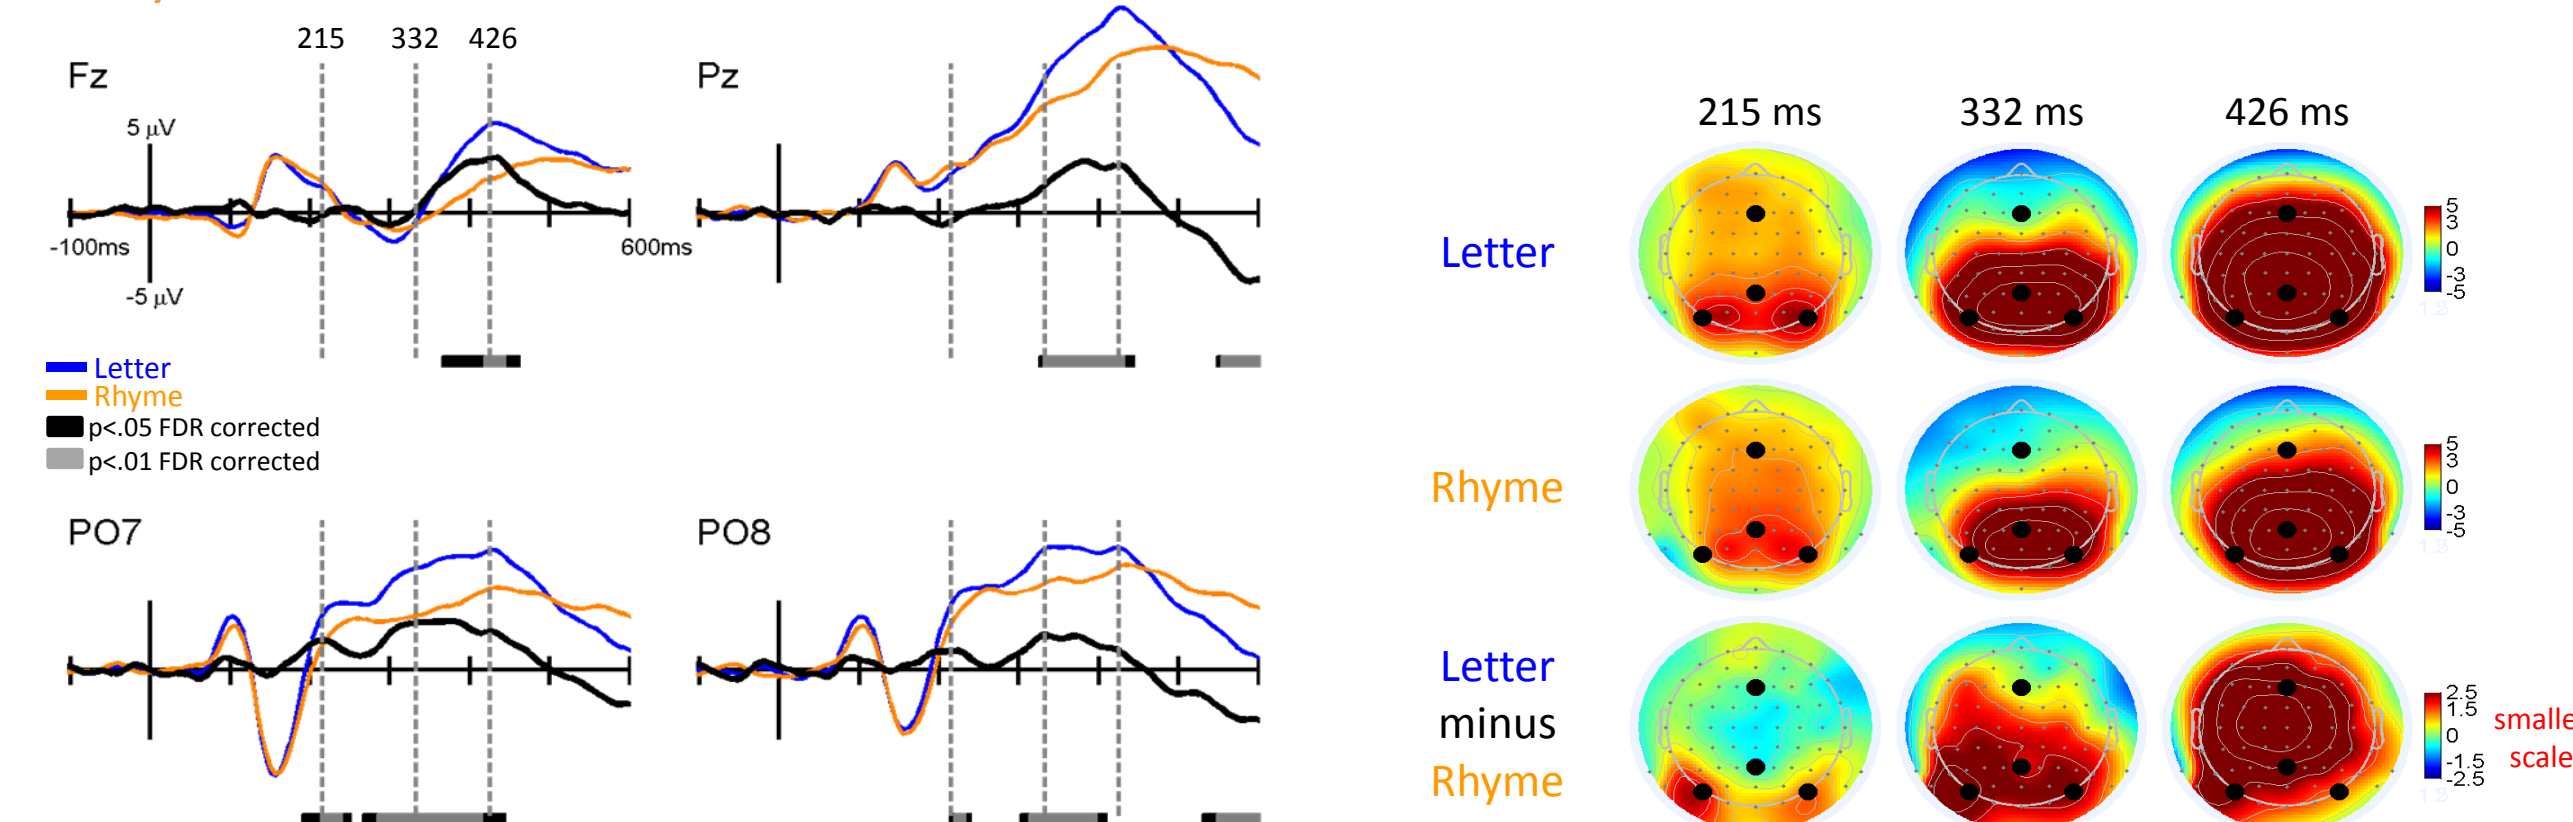 215 332 426
Fz
5 µV
-100ms
600ms
-5 µV
Pz
Letter
Rhyme
p<.05 FDR corrected
p<.01 FDR corrected
PO7
PO8
215 ms 332 ms 426 ms
Letter
5
3
0
-3
-5
Rhyme
5
3
0
-3
-5
Letter
minus
Rhyme
2.5
1.5
0
-1.5
-2.5
smalle
scale